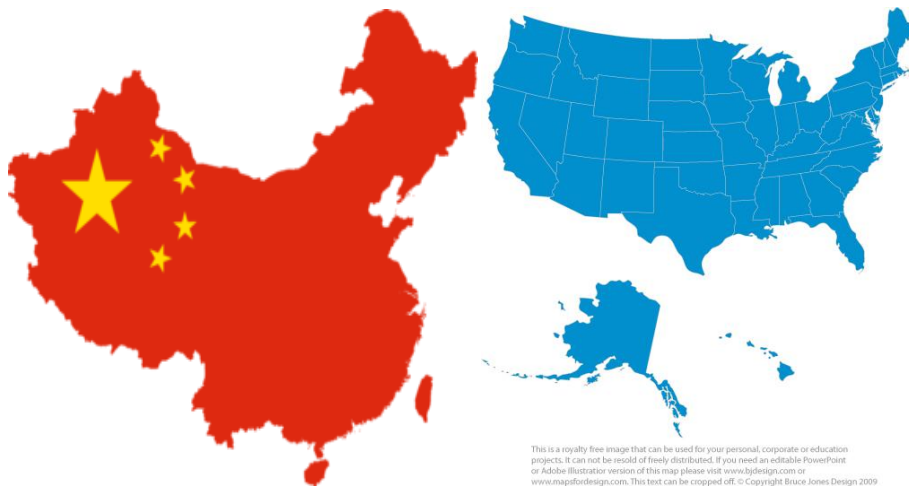 This is a royalty free image that can be used for your personal, corporate or education
projects. It can not be resold of freely distributed. If you need an editable PowerPoint
or Adobe Illustratior version of this map please visit www.bjdesign.com or
www.mapsfordesign.com. This text can be cropped off. © Copyright Bruce Jones Design 2009